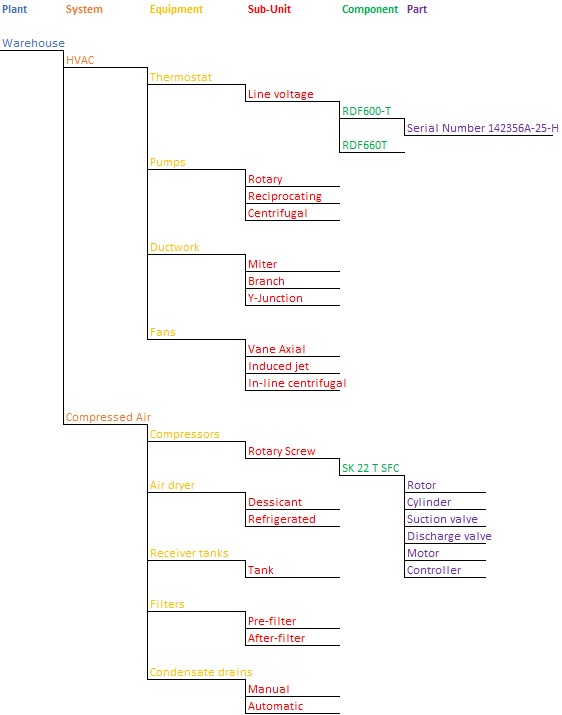 Plant System Equipment Sub-Unit Component Part
Warehouse
HVAC
Thermostat
Line voltage
RDF600-T
Serial Number 142356A-25-H
RDF660T
Pumps
Rotary
Reciprocating
Centrifugal
Ductwork
Miter
Branch
Y-Junction
Fans
Vane Axial
Induced jet
In-line centrifugal
Compressed Air
Compressors
Rotary Screw
SK 22 T SFC
Air dryer
Rotor
Dessicant
Cylinder
Refrigerated
Suction valve
Discharge valve
Receiver tanks
Motor
Tank
Controller
Filters
Pre-filter
After-filter
Condensate drains
Manual
Automatic